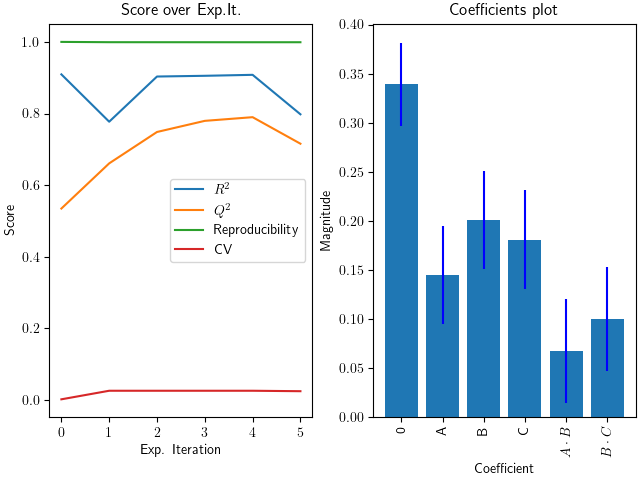 Score over Exp.It.
Score
1.0
0.8
0.6
0.4
0.2
0.0
R²
Q²
Reproducibility
CV
0 1 2 3 4 5
Exp. Iteration
Coefficients plot
Magnitude
0.40
0.35
0.30
0.25
0.20
0.15
0.10
0.05
0.00
0 A B C A · B B · C
Coefficient